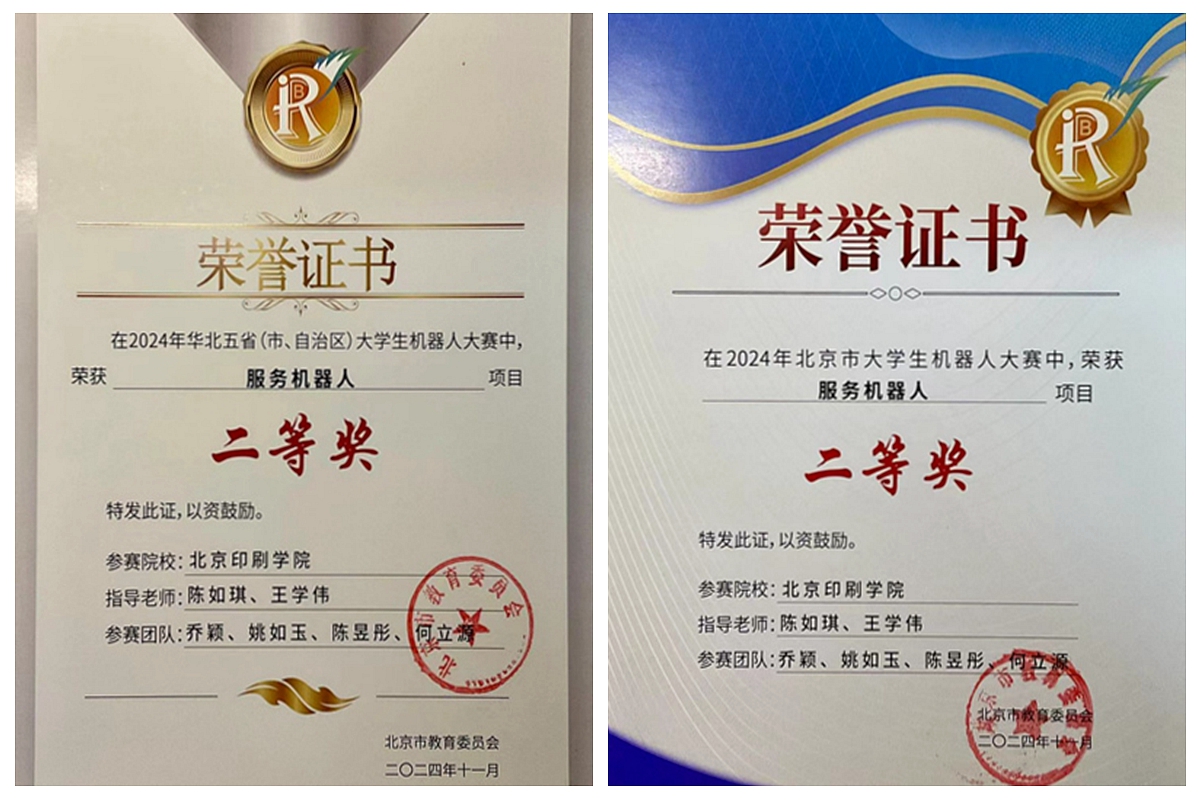 荣誉证书
在2024年华北五省(市、自治区)大学生机器人大赛中,
荣获 服务机器人 项目
二等奖
特发此证,以资鼓励。
参赛院校:北京印刷学院
指导老师:陈如琪、王学伟
参赛团队:乔颖、姚如玉、陈昱彤、何立源
北京市教育委员会
北京市教育委员会
二〇二四年十一月
荣誉证书
在2024年北京市大学生机器人大赛中,荣获
服务机器人 项目
二等奖
特发此证,以资鼓励。
参赛院校:北京印刷学院
指导老师:陈如琪、王学伟
参赛团队:乔颖、姚如玉、陈昱彤、何立源
北京市教育委员会
二〇二四年十一月